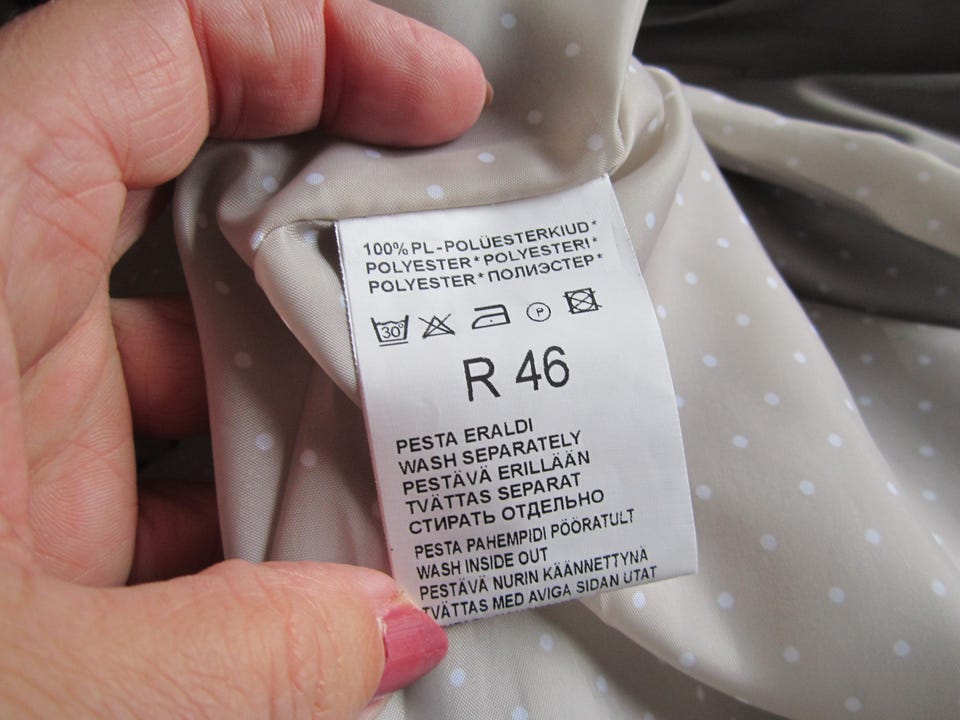 100% PL-POLÜESTERKIUD*
POLYESTER* POLYESTERI*
POLYESTER* ПОЛИЭСТЕР*
30° P
R 46
PESTA ERALDI
WASH SEPARATELY
PESTÄVÄ ERILLÄÄN
TVÄTTAS SEPARAT
СТИРАТЬ ОТДЕЛЬНО
PESTA PAHEMPIDI PÖÖRATULT
WASH INSIDE OUT
PESTÄVÄ NURIN KÄÄNNETTYNÄ
TVÄTTAS MED AVIGA SIDAN UTAT